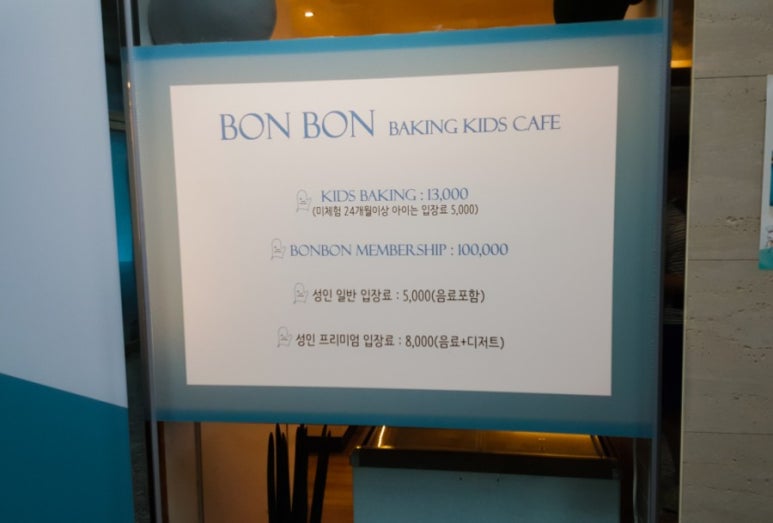 BON BON BAKING KIDS CAFE
KIDS BAKING : 13,000
(미체험 24개월이상 아이는 입장료 5,000)
BONBON MEMBERSHIP : 100,000
성인 일반 입장료 : 5,000(음료포함)
성인 프리미엄 입장료 : 8,000(음료+디저트)